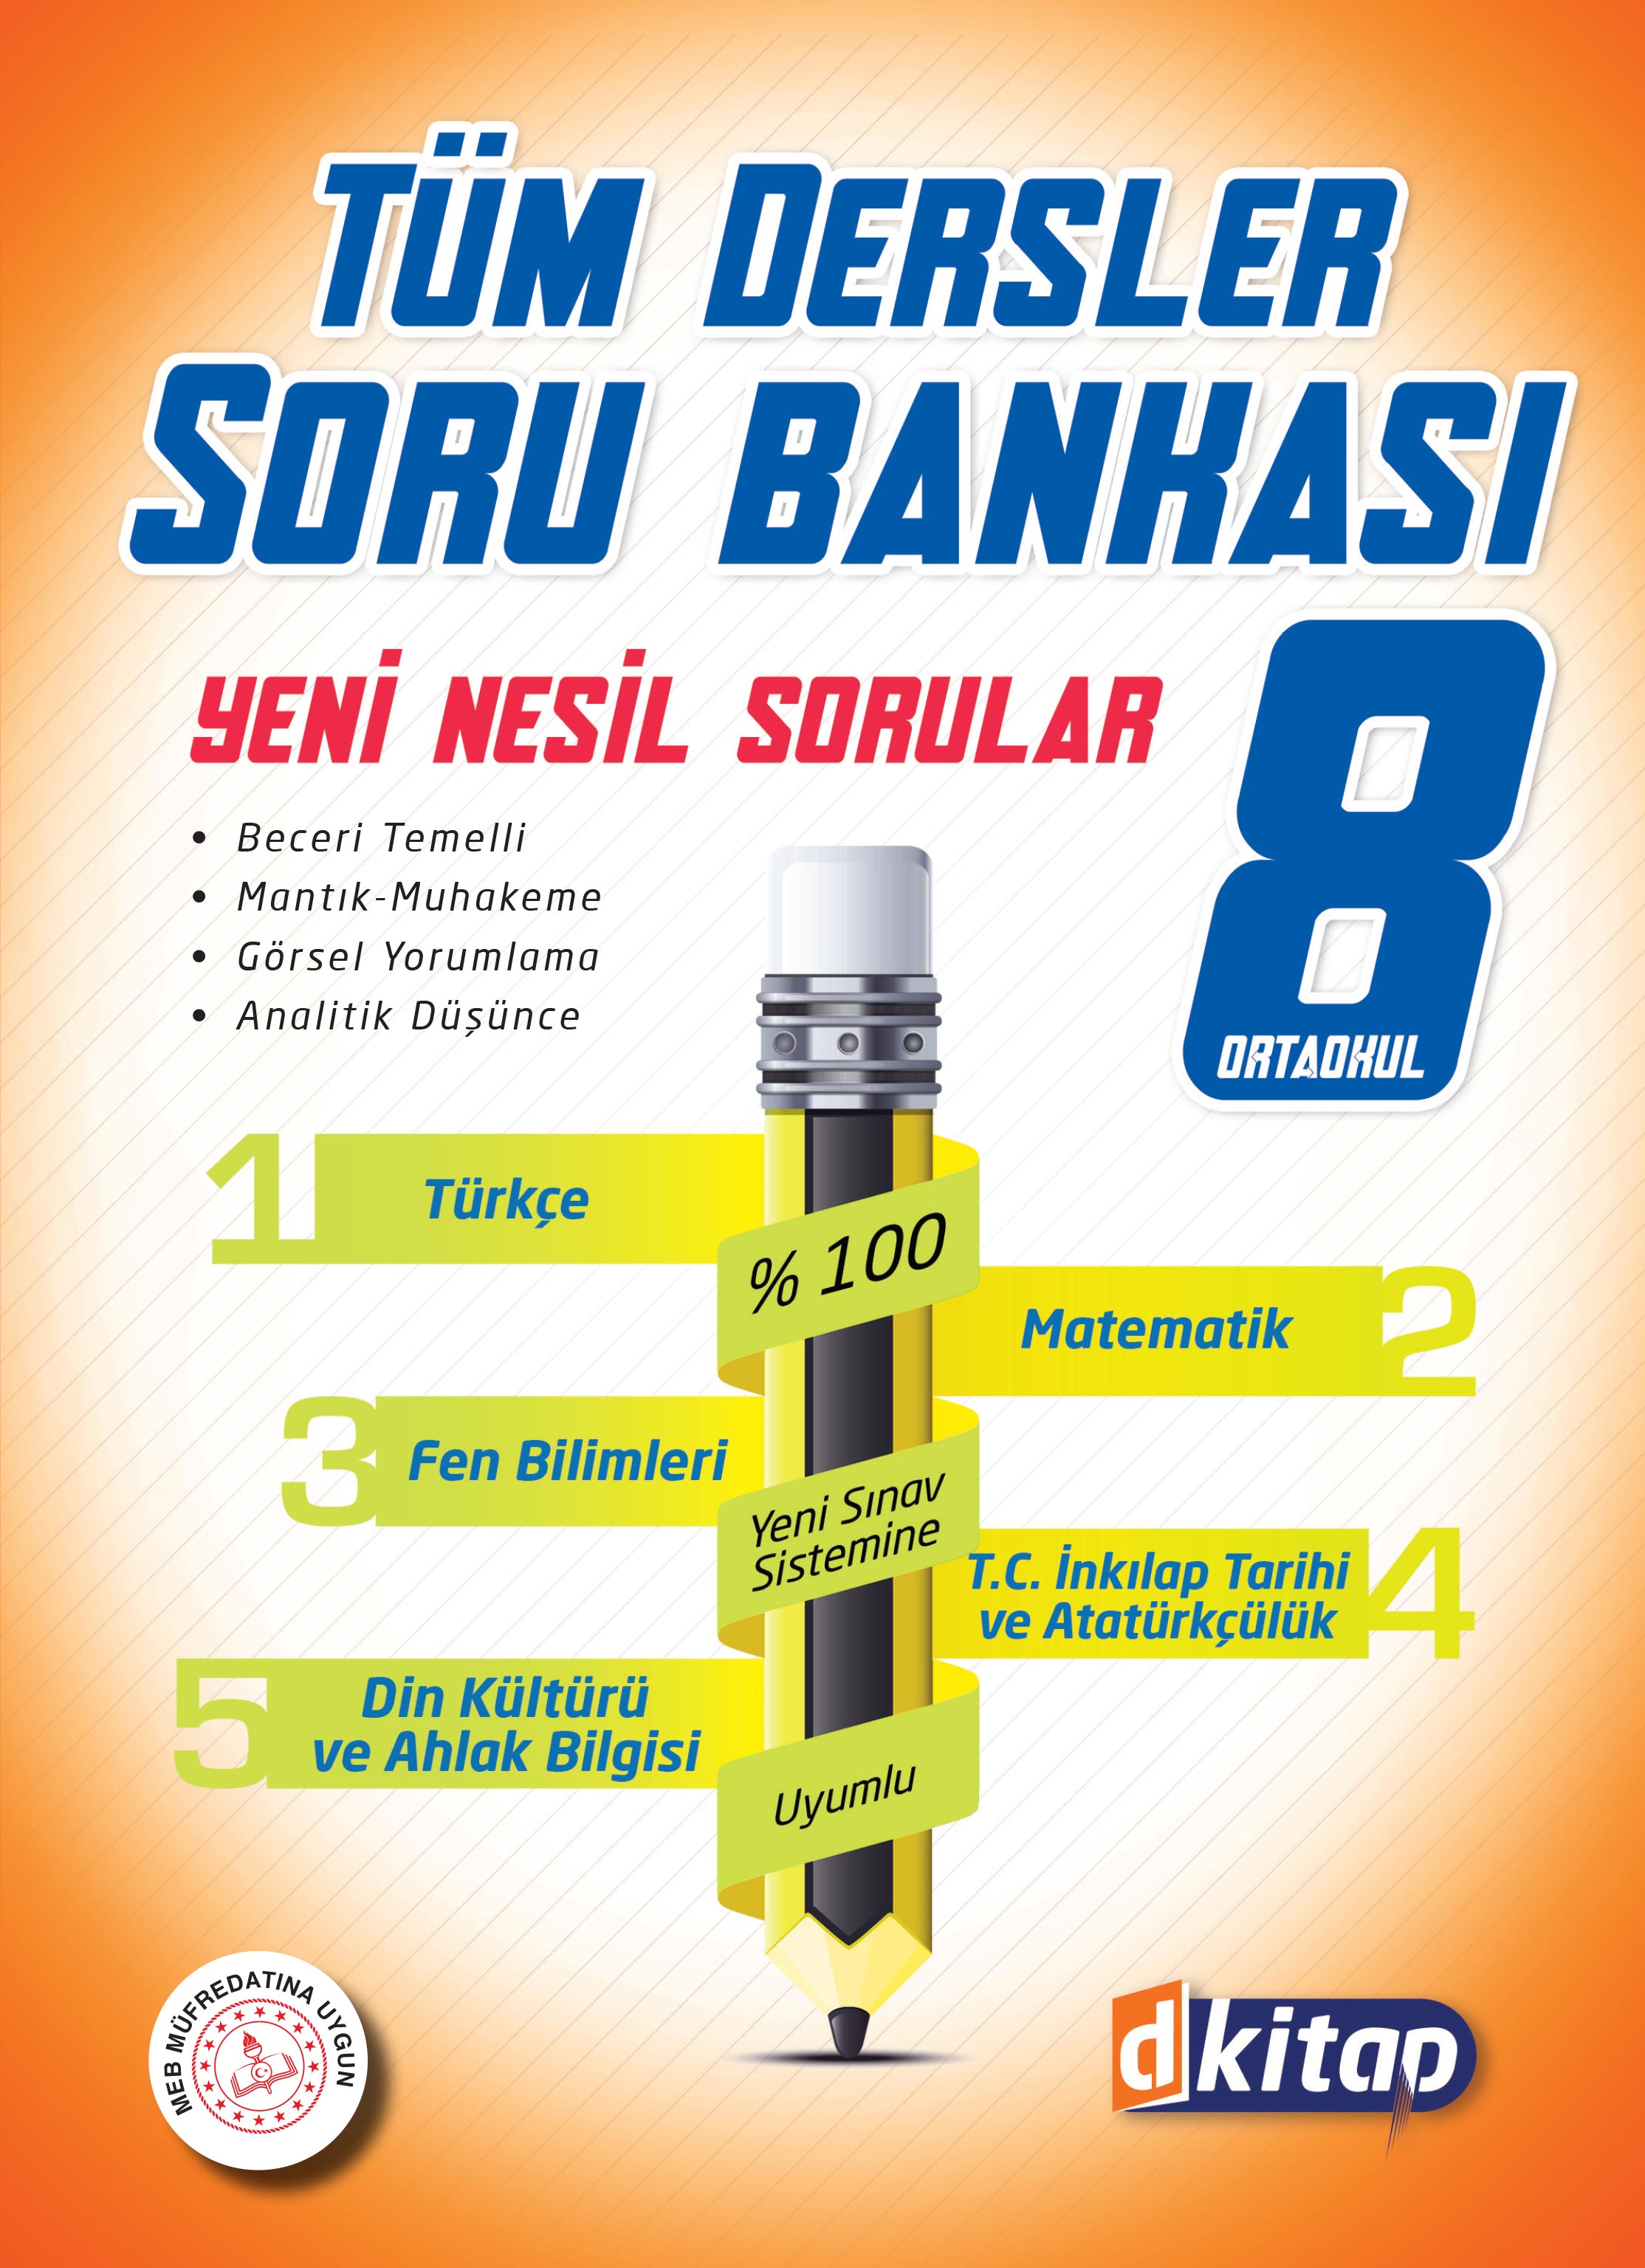 TÜM DERSLER
SORU BANKASI
YENİ NESİL SORULAR
8
ORTAOKUL
• Beceri Temelli
• Mantık-Muhakeme
• Görsel Yorumlama
• Analitik Düşünce
1 Türkçe
% 100
Matematik 2
3 Fen Bilimleri
Yeni Sınav
Sistemine
T.C. İnkılap Tarihi
ve Atatürkçülük 4
5 Din Kültürü
ve Ahlak Bilgisi
Uyumlu
MEB MÜFREDATINA UYGUN
dkitap